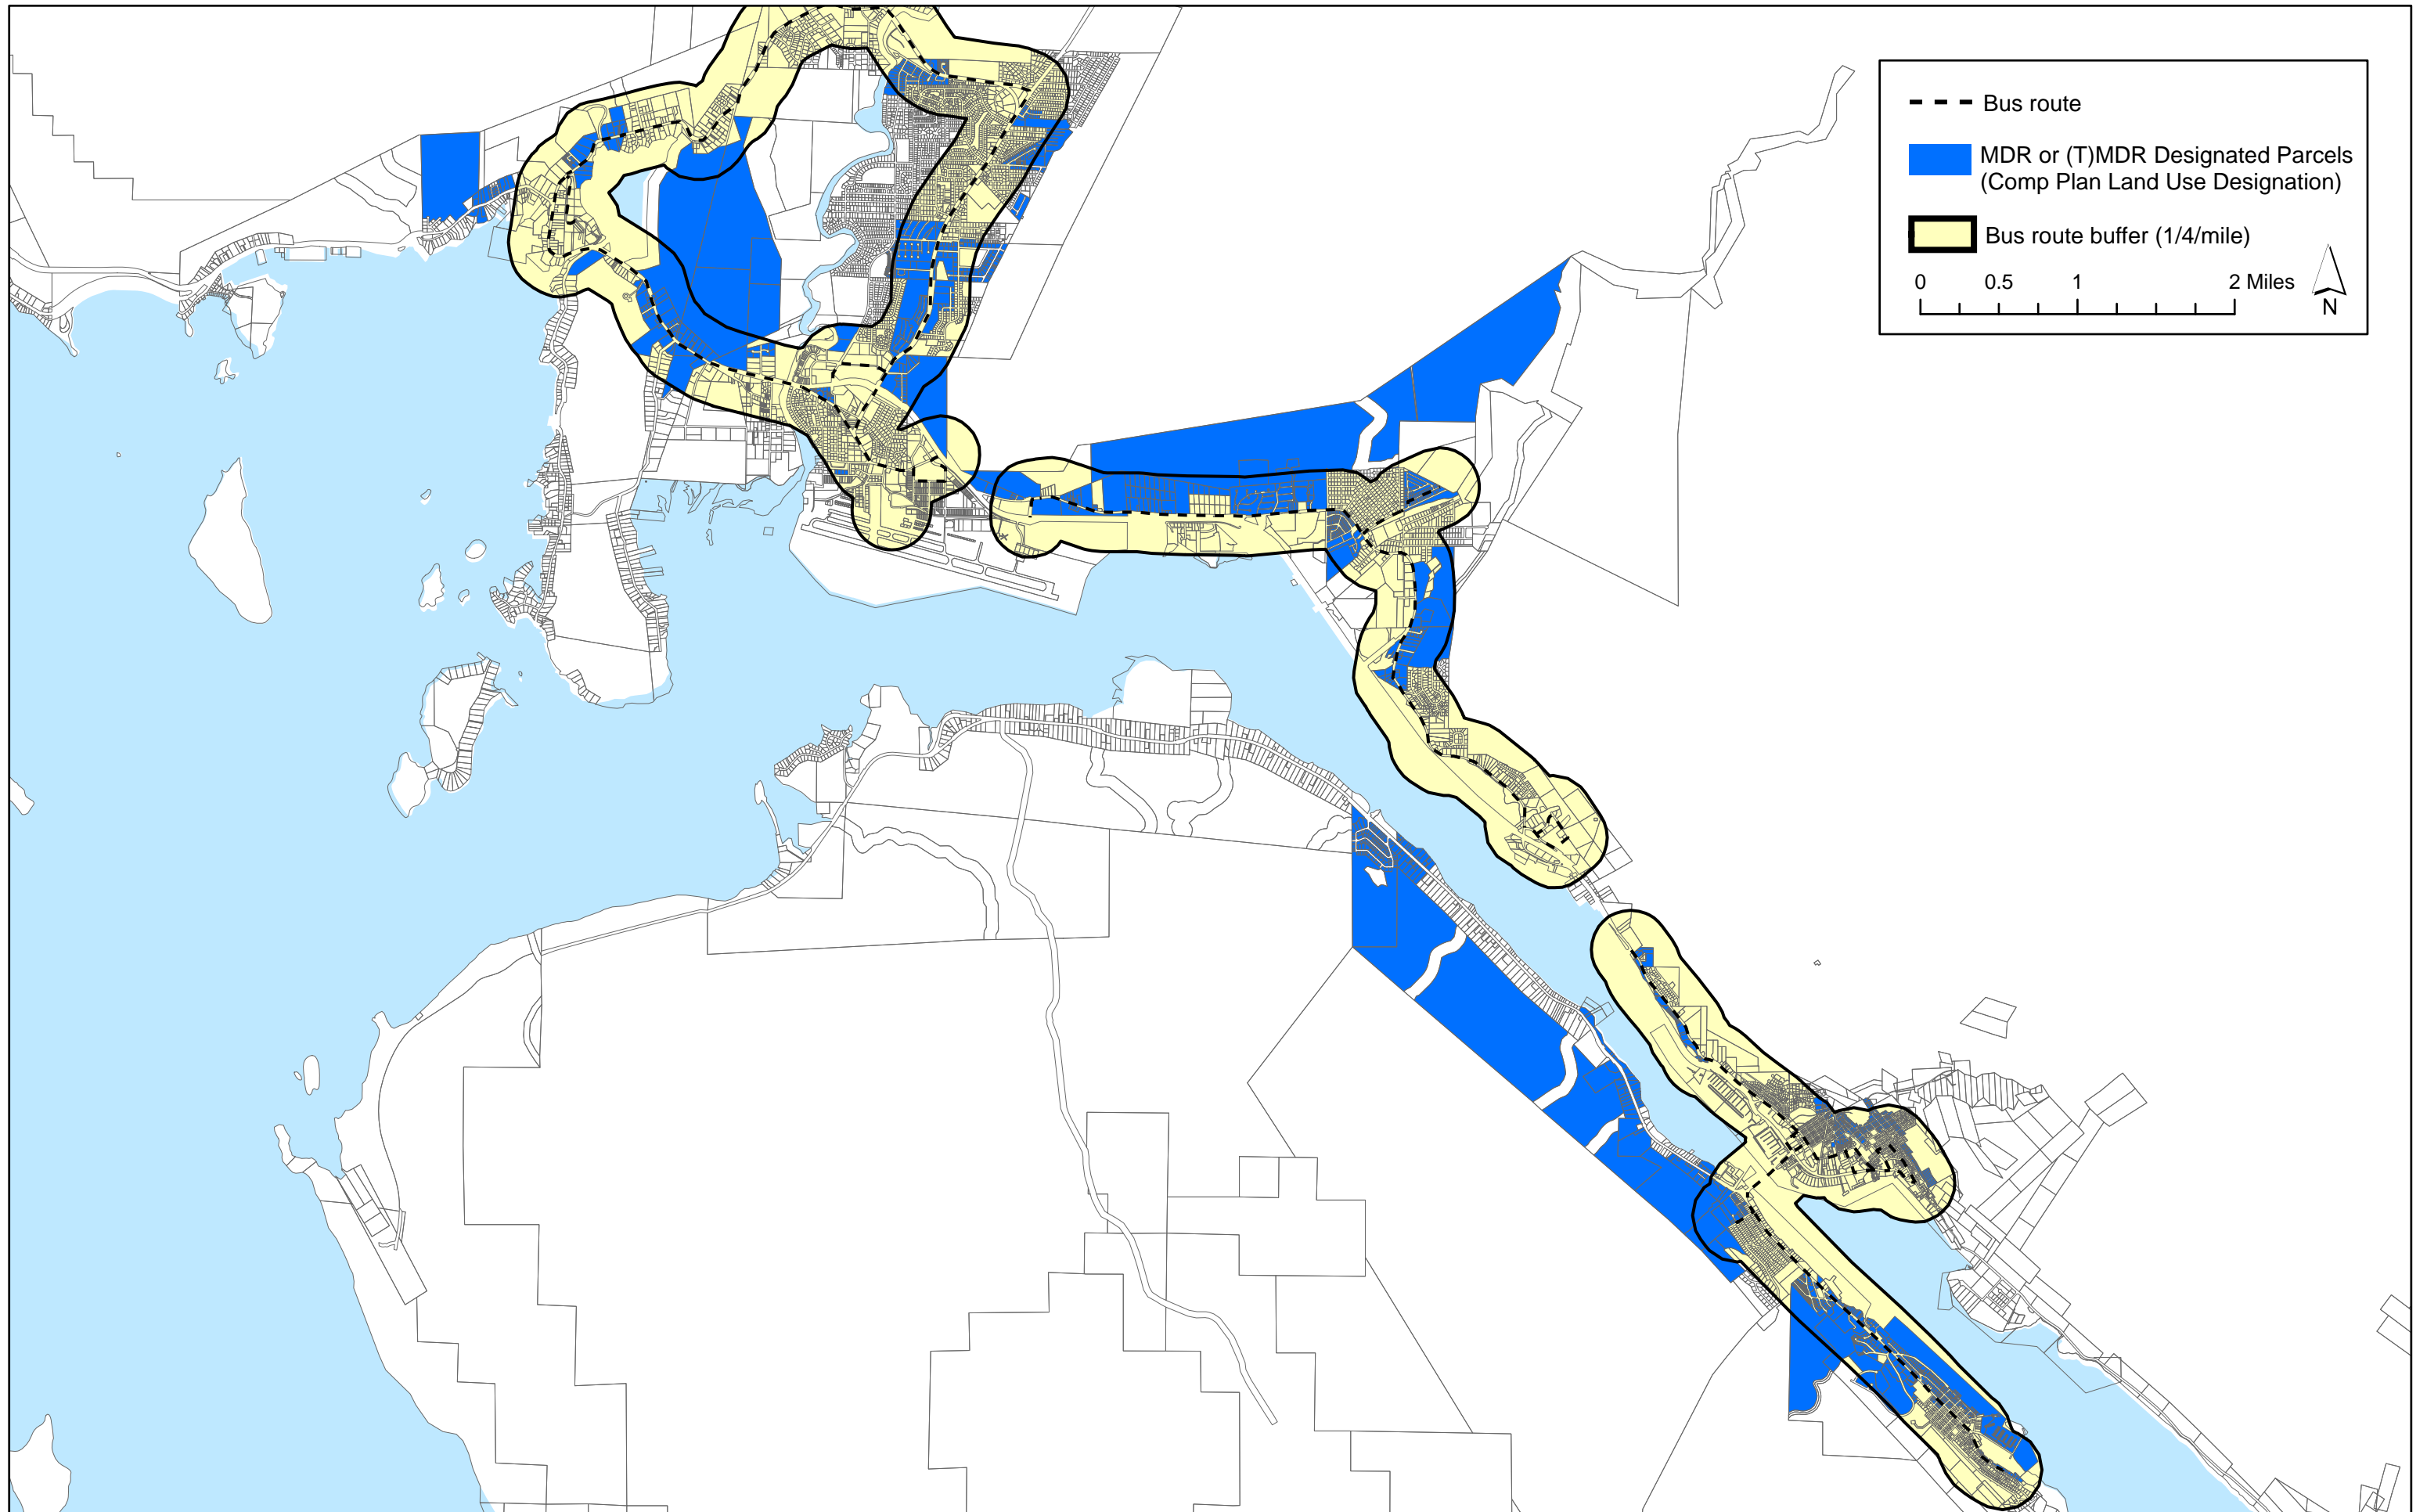 Bus route
MDR or (T)MDR Designated Parcels
(Comp Plan Land Use Designation)
Bus route buffer (1/4/mile)
0 0.5 1 2 Miles
N